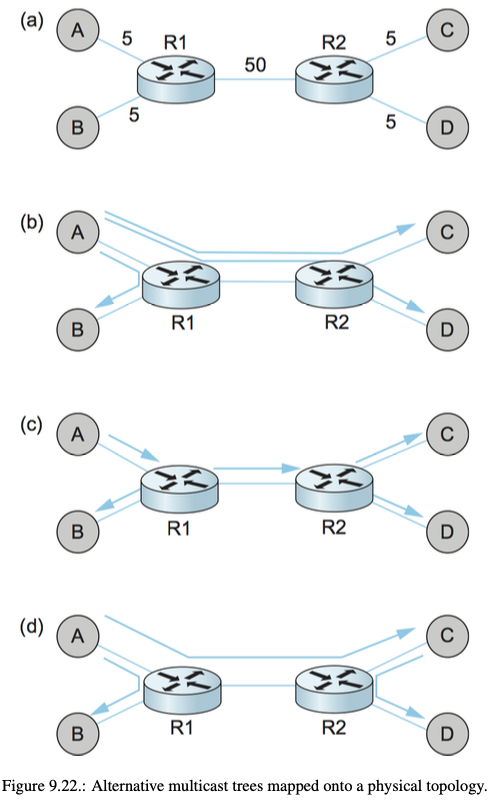 (a)
A 5 R1 50 R2 5 C
B 5 5 D
(b)
A C
B R1 R2 D
(c)
A C
B R1 R2 D
(d)
A C
B R1 R2 D
Figure 9.22.: Alternative multicast trees mapped onto a physical topology.